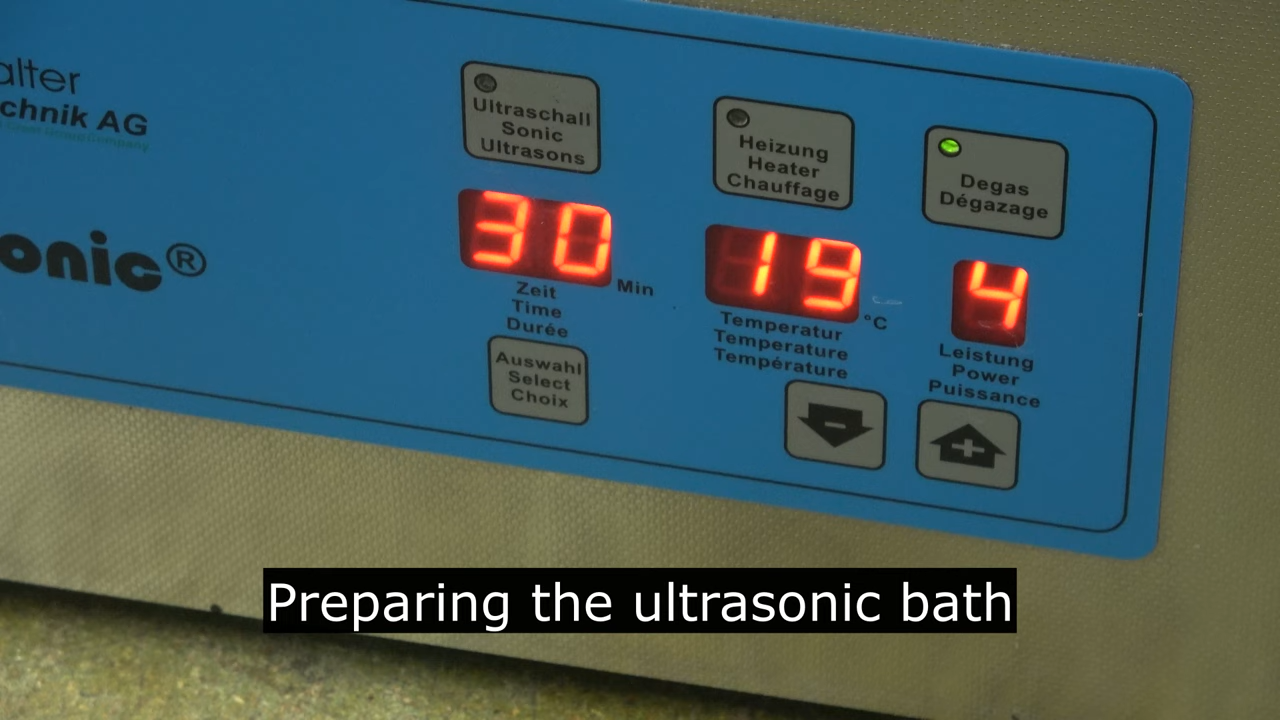 alter
chnik AG
onic®
Ultraschall
Sonic
Ultrasons
Heizung
Heater
Chauffage
Degas
Dégazage
30 Min
Zeit
Time
Durée
19 °C
Temperatur
Temperature
Température
4
Leistung
Power
Puissance
Auswahl
Select
Choix
-
+
Preparing the ultrasonic bath